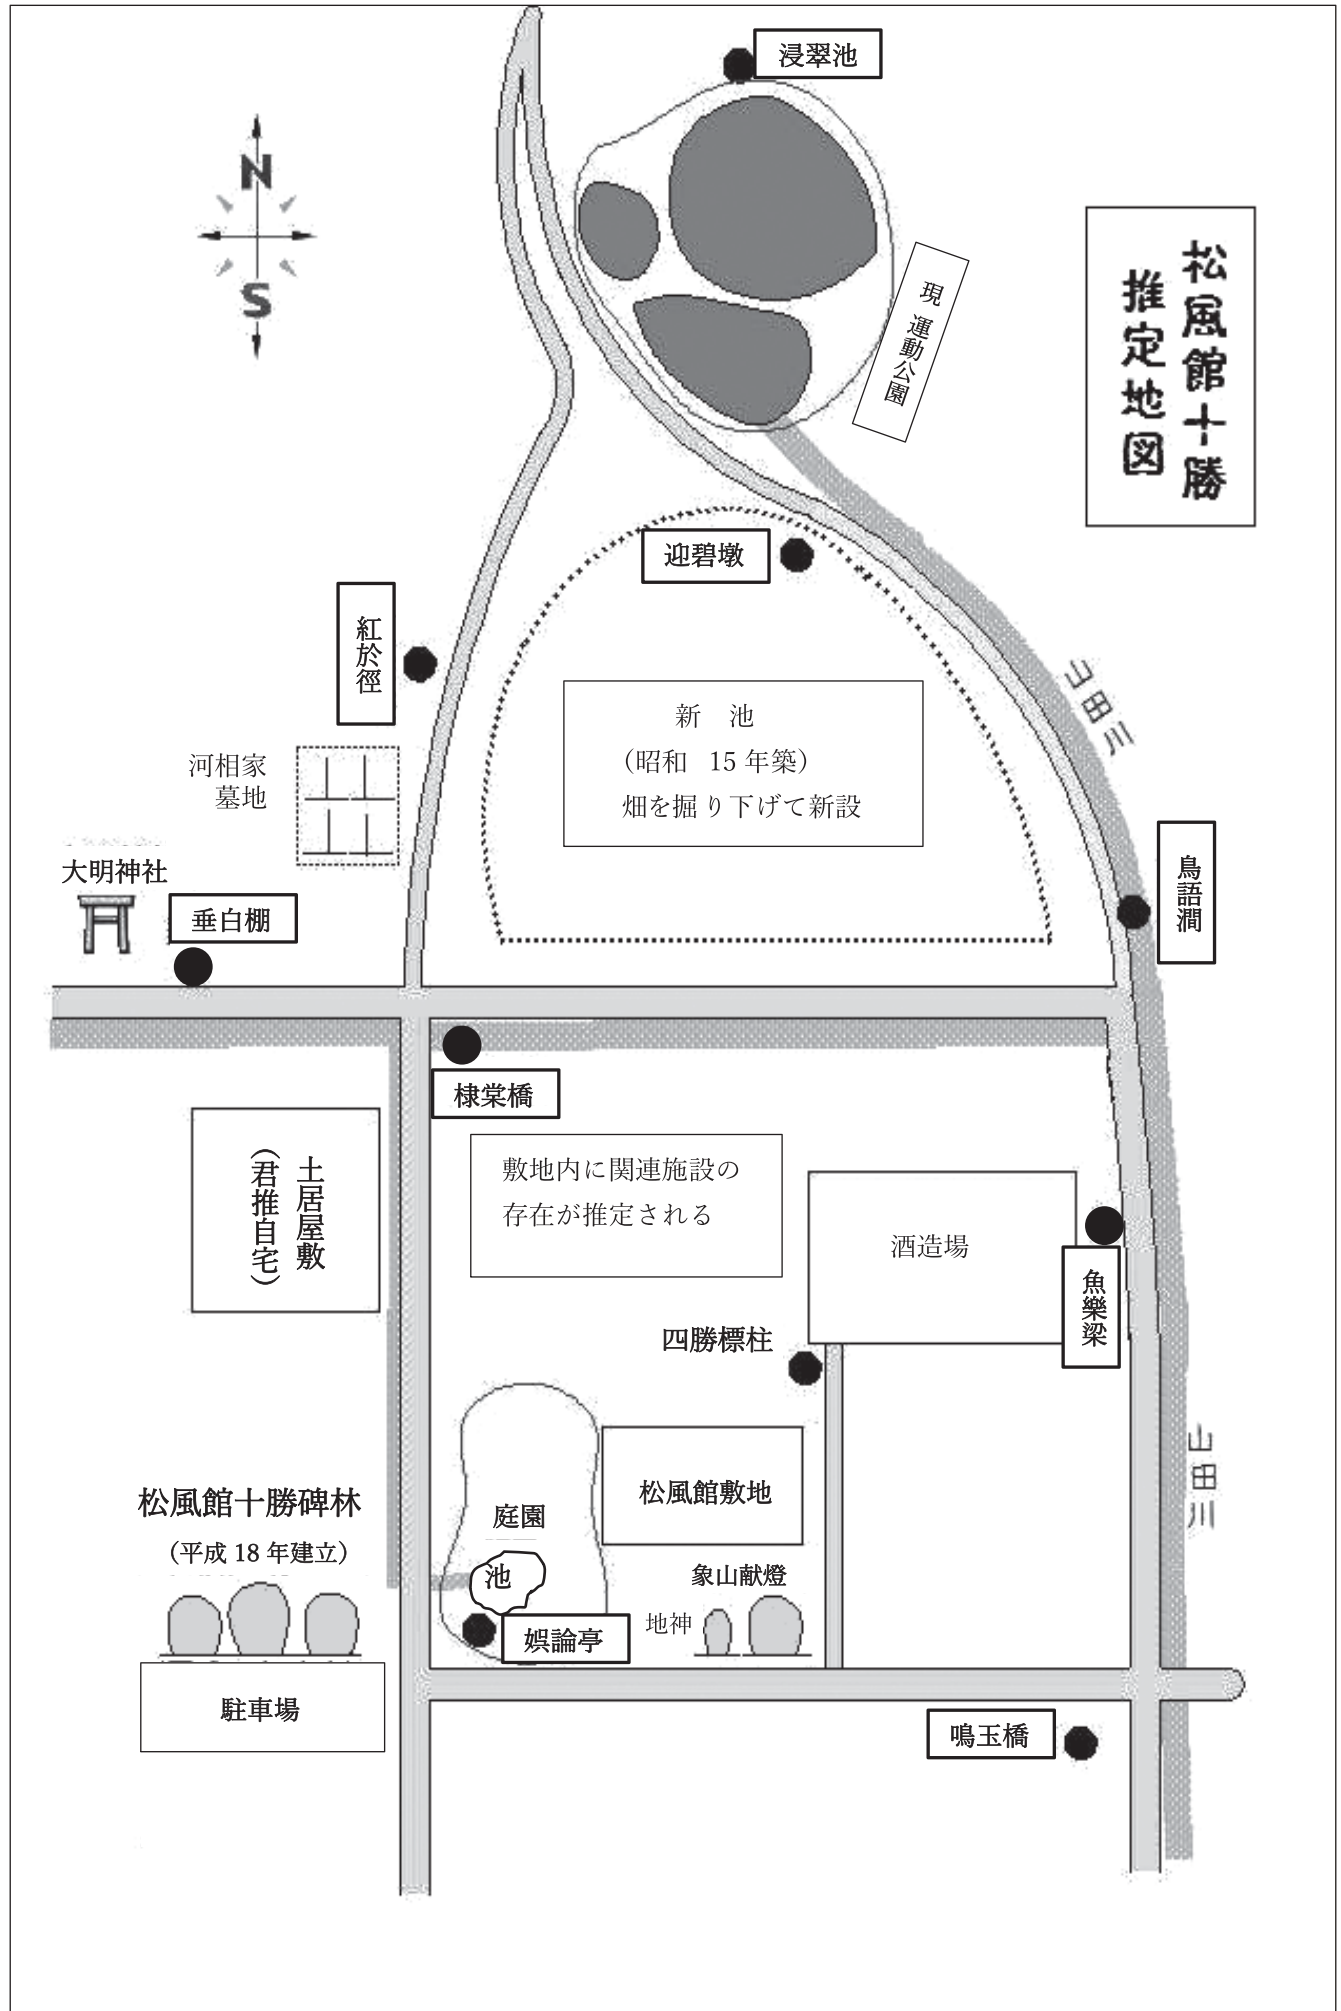 浸翠池
N
S
松風館十勝
推定地図
現 運動公園
迎碧墩
紅於徑
新 池
（昭和 15 年築）
畑を掘り下げて新設
山田川
河相家
墓地
大明神社
垂白棚
鳥語澗
棣棠橋
土居屋敷
（君推自宅）
敷地内に関連施設の
存在が推定される
酒造場
魚樂梁
四勝標柱
松風館敷地
山田川
松風館十勝碑林
（平成 18 年建立）
庭園
池
象山献燈
地神
娯論亭
駐車場
鳴玉橋